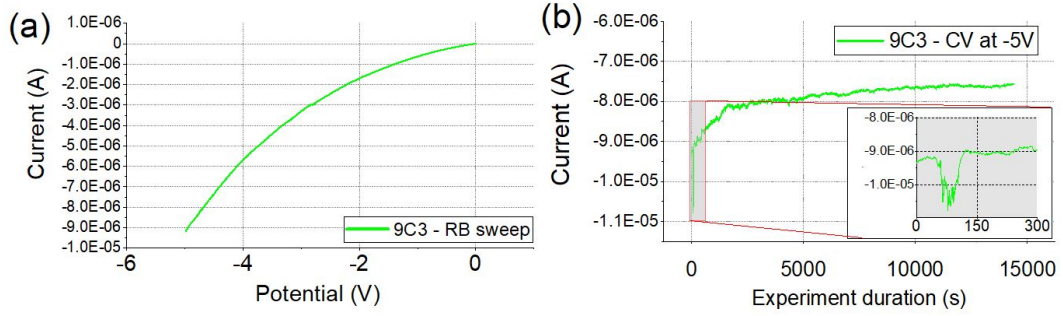 (a)
1.0E-06
0
-1.0E-06
-2.0E-06
-3.0E-06
-4.0E-06
-5.0E-06
-6.0E-06
-7.0E-06
-8.0E-06
-9.0E-06
-1.0E-05
Current (A)
9C3 - RB sweep
-6
-4
-2
0
Potential (V)
(b)
-6.0E-06
-7.0E-06
-8.0E-06
-9.0E-06
-1.0E-05
-1.1E-05
Current (A)
9C3 - CV at -5V
-8.0E-06
-9.0E-06
-1.0E-05
0
150
300
0
5000
10000
15000
Experiment duration (s)